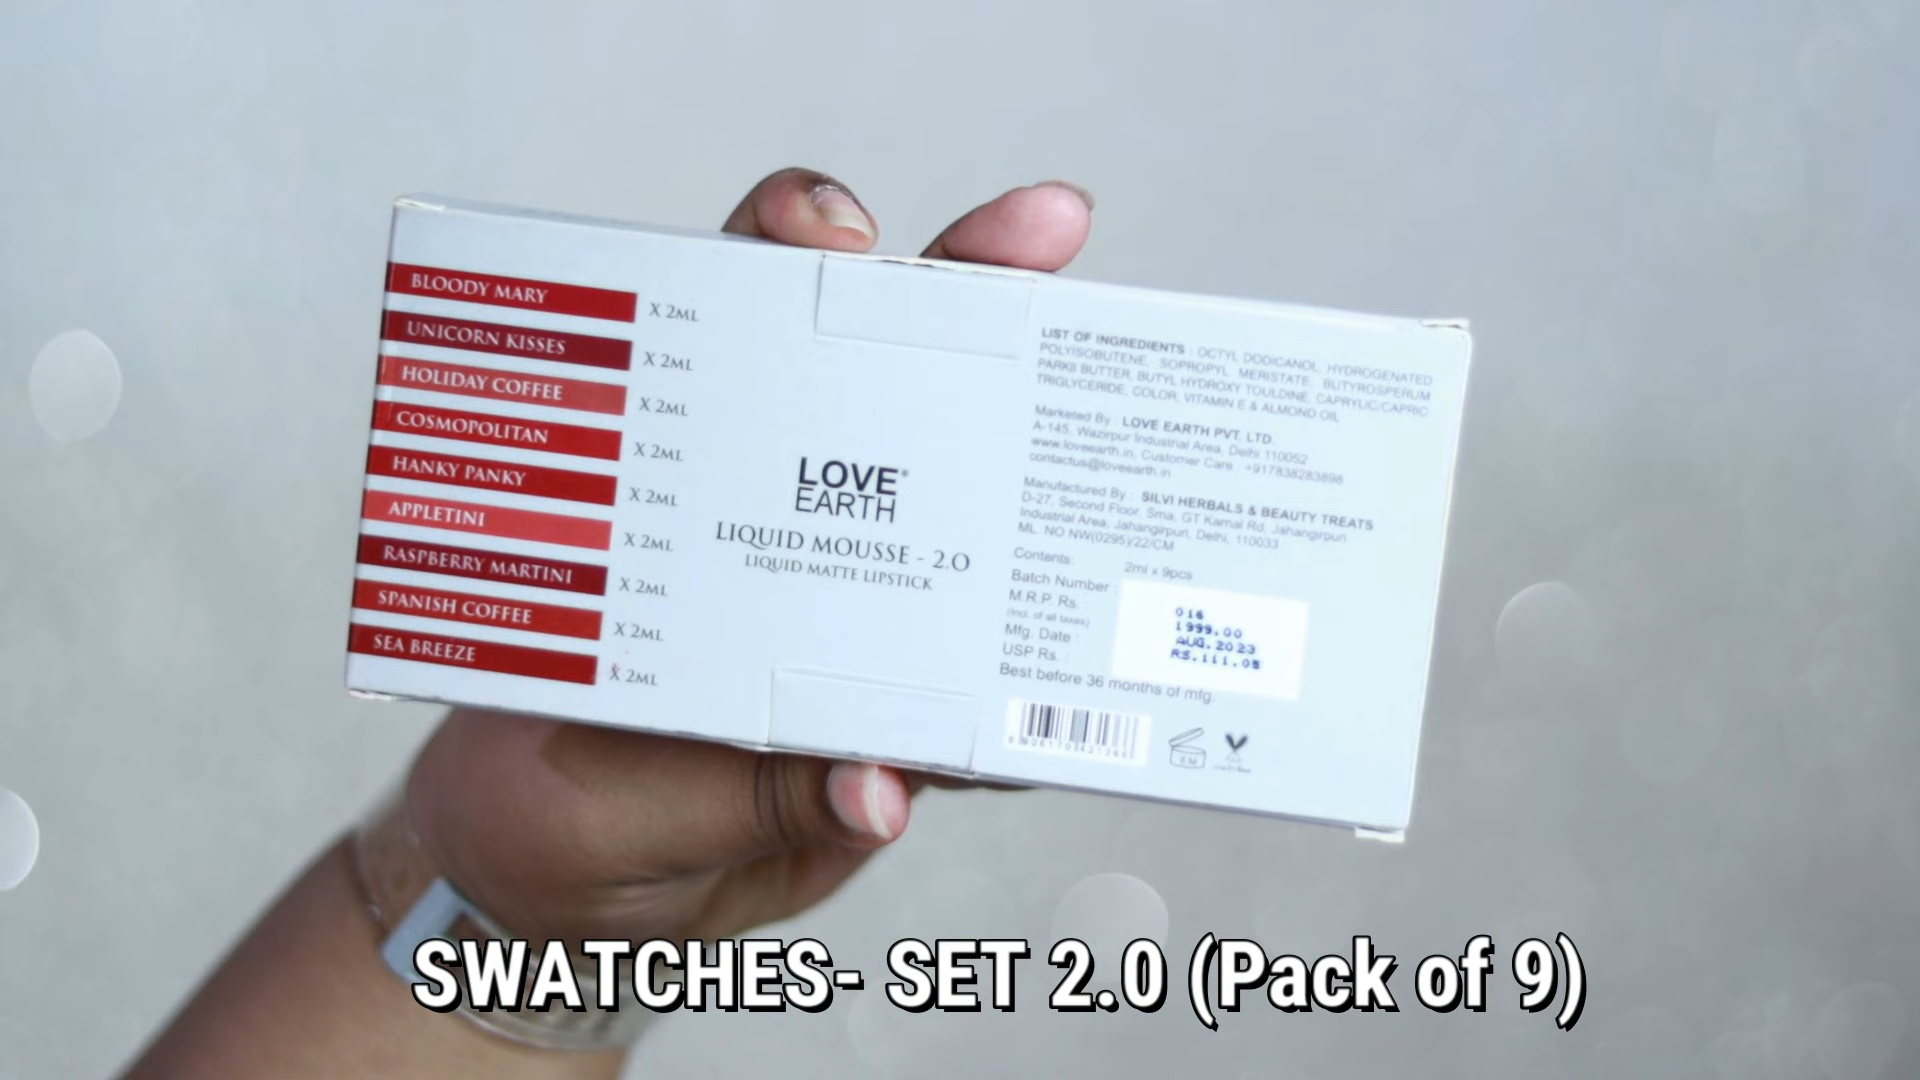 BLOODY MARY X 2ML
UNICORN KISSES X 2ML
HOLIDAY COFFEE X 2ML
COSMOPOLITAN X 2ML
HANKY PANKY X 2ML
APPLETINI X 2ML
RASPBERRY MARTINI X 2ML
SPANISH COFFEE X 2ML
SEA BREEZE X 2ML
LOVE®
EARTH
LIQUID MOUSSE - 2.O
LIQUID MATTE LIPSTICK
LIST OF INGREDIENTS : OCTYL DODICANOL, HYDROGENATED
POLYISOBUTENE, SOPROPYL MERISTATE, BUTYROSPERUM
PARKII BUTTER, BUTYL HYDROXY TOULDINE, CAPRYLIC/CAPRIC
TRIGLYCERIDE, COLOR, VITAMIN E & ALMOND OIL
Marketed By : LOVE EARTH PVT. LTD.
A-145, Wazirpur Industrial Area, Delhi 110052
www.loveearth.in, Customer Care : +917838283898
contactus@loveearth.in
Manufactured By : SILVI HERBALS & BEAUTY TREATS
D-27, Second Floor, Sma, GT Karnal Rd, Jahangirpuri
Industrial Area, Jahangirpuri, Delhi, 110033
ML. NO NW(0295)/22/CM
Contents: 2ml x 9pcs
Batch Number : 016
M.R.P. Rs. : 1999.00
(Incl. of all taxes)
Mfg. Date : AUG.2023
USP Rs. : RS.111.05
Best before 36 months of mfg.
6M
SWATCHES- SET 2.0 (Pack of 9)